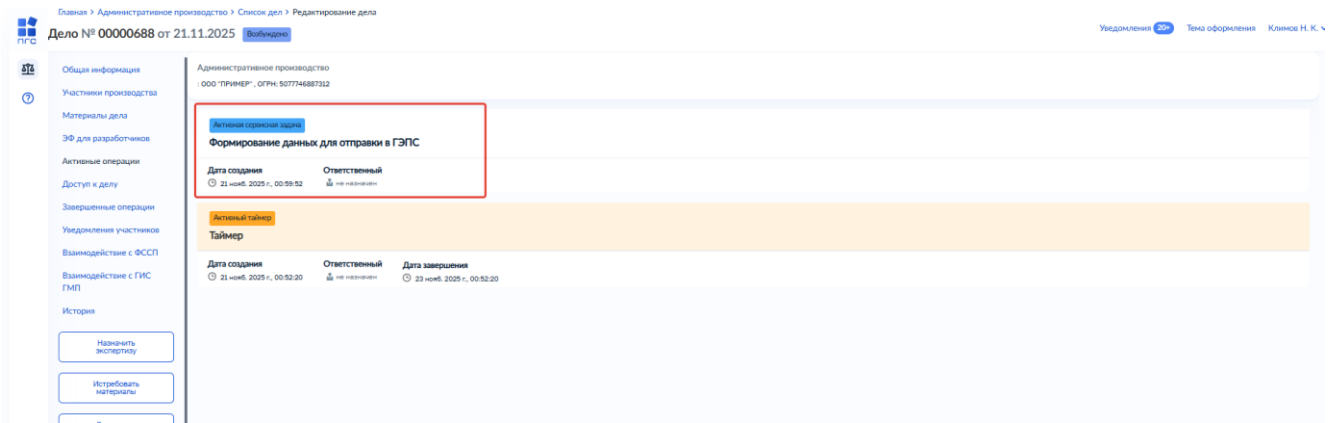 Главная > Административное производство > Список дел > Редактирование дела
ПГС
Дело № 00000688 от 21.11.2025 Возбуждено
Уведомления 20+ Тема оформления Климов Н. К.
Общая информация
Участники производства
Материалы дела
ЭФ для разработчиков
Активные операции
Доступ к делу
Завершенные операции
Уведомления участников
Взаимодействие с ФССП
Взаимодействие с ГИС
ГМП
История
Назначить
экспертизу
Истребовать
материалы
Административное производство
: ООО "ПРИМЕР" , ОГРН: 5077746887312
Активная сервисная задача
Формирование данных для отправки в ГЭПС
Дата создания Ответственный
21 нояб. 2025 г., 00:59:52 не назначен
Активный таймер
Таймер
Дата создания Ответственный Дата завершения
21 нояб. 2025 г., 00:52:20 не назначен 23 нояб. 2025 г., 00:52:20